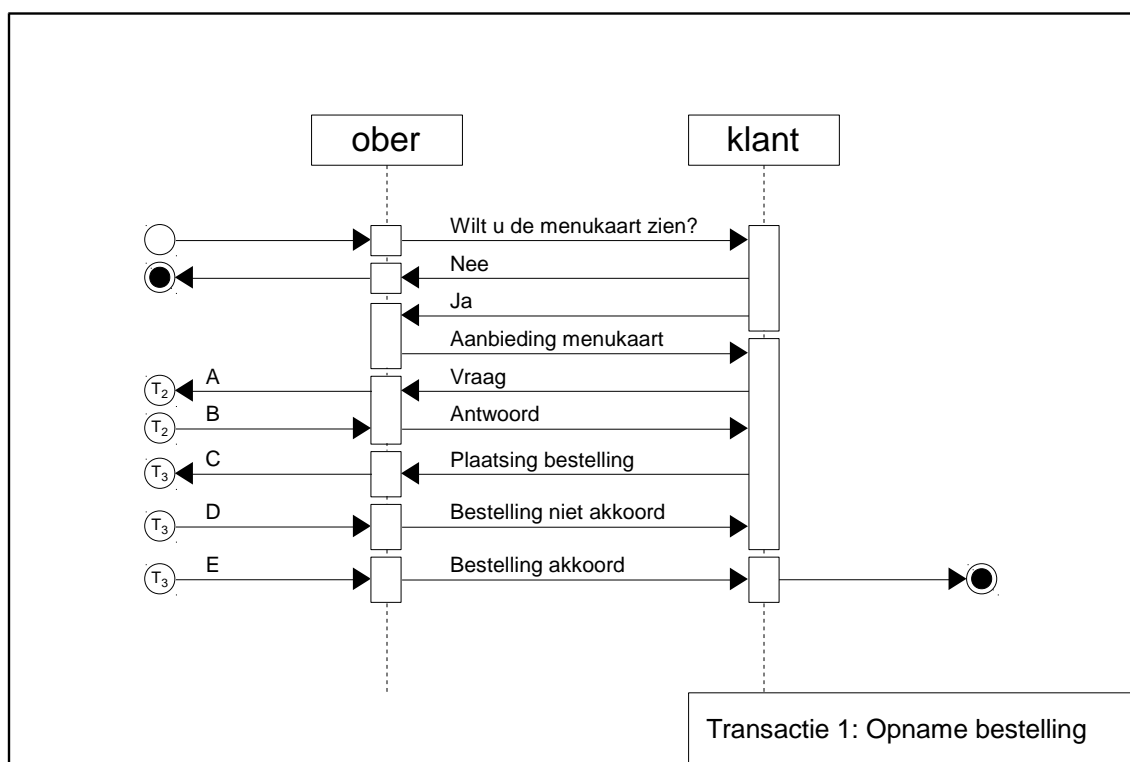 ober
klant
Wilt u de menukaart zien?
Nee
Ja
Aanbieding menukaart
T2 A Vraag
T2 B Antwoord
T3 C Plaatsing bestelling
T3 D Bestelling niet akkoord
T3 E Bestelling akkoord
Transactie 1: Opname bestelling